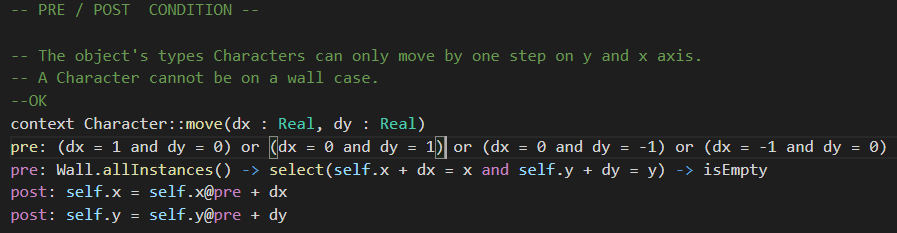 -- PRE / POST  CONDITION --
-- The object's types Characters can only move by one step on y and x axis.
-- A Character cannot be on a wall case.
--OK
context Character::move(dx : Real, dy : Real)
pre: (dx = 1 and dy = 0) or (dx = 0 and dy = 1) or (dx = 0 and dy = -1) or (dx = -1 and dy = 0)
pre: Wall.allInstances() -> select(self.x + dx = x and self.y + dy = y) -> isEmpty
post: self.x = self.x@pre + dx
post: self.y = self.y@pre + dy